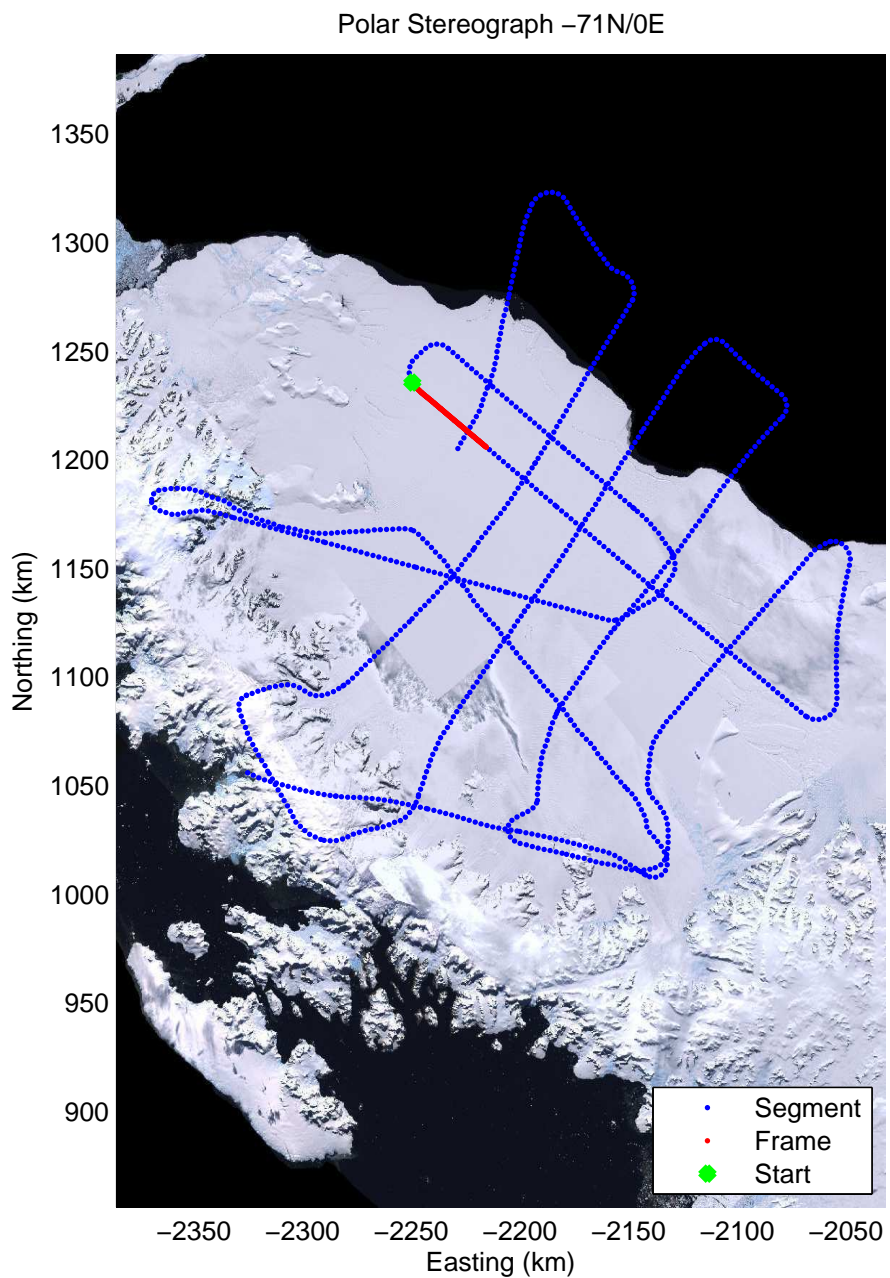 Polar Stereograph −71N/0E
1350
1300
1250
1200
1150
1100
1050
1000
950
900
Northing (km)
Segment
Frame
Start
−2350 −2300 −2250 −2200 −2150 −2100 −2050
Easting (km)